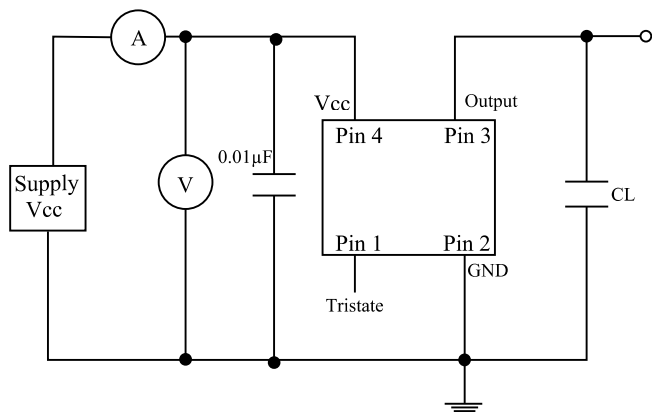 A
Vcc
Output
Pin 4
Pin 3
0.01µF
Supply
Vcc
V
CL
Pin 1
Pin 2
GND
Tristate